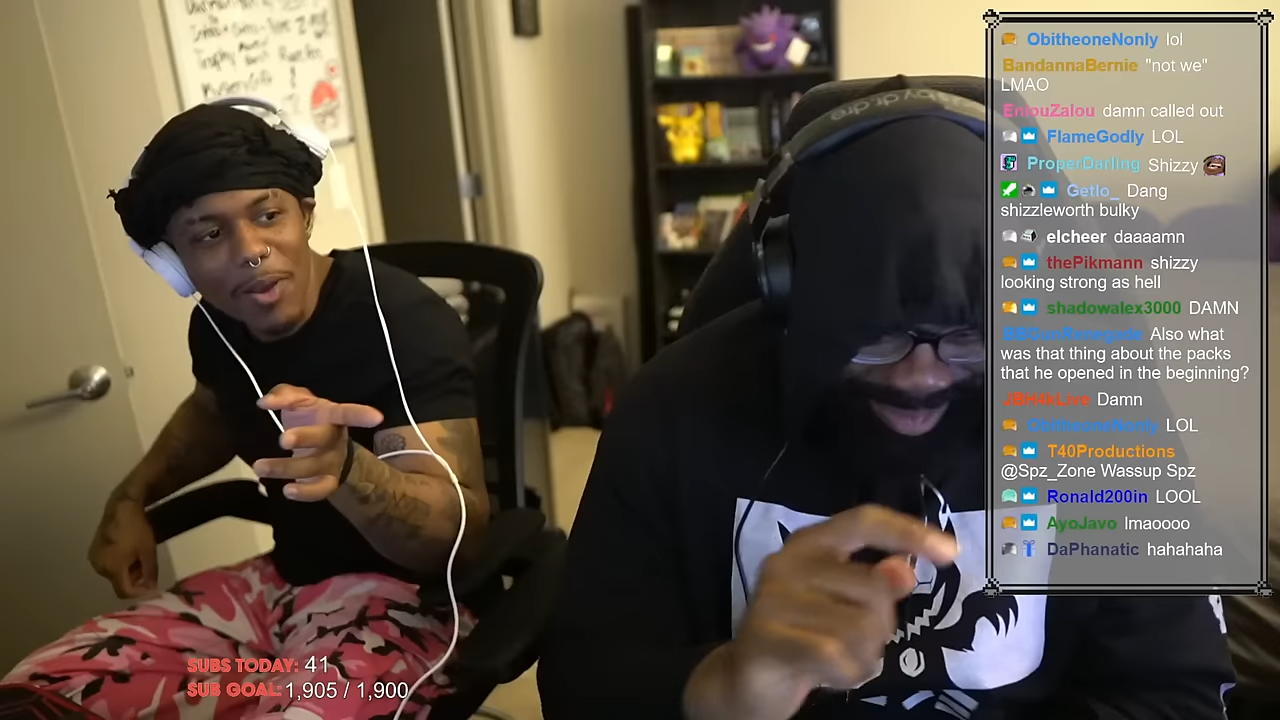 ObitheoneNonly lol
BandannaBernie "not we"
LMAO
EmouZalou damn called out
FlameGodly LOL
ProperDarling Shizzy
Getlo_ Dang
shizzleworth bulky
elcheer daaaamn
thePikmann shizzy
looking strong as hell
shadowalex3000 DAMN
Also what
was that thing about the packs
that he opened in the beginning?
JBH4kLive Damn
ObitheoneNonly LOL
T40Productions
@Spz_Zone Wassup Spz
Ronald200in LOOL
AyoJavo lmaoooo
DaPhanatic hahahaha
SUBS TODAY: 41
SUB GOAL: 1,905 / 1,900